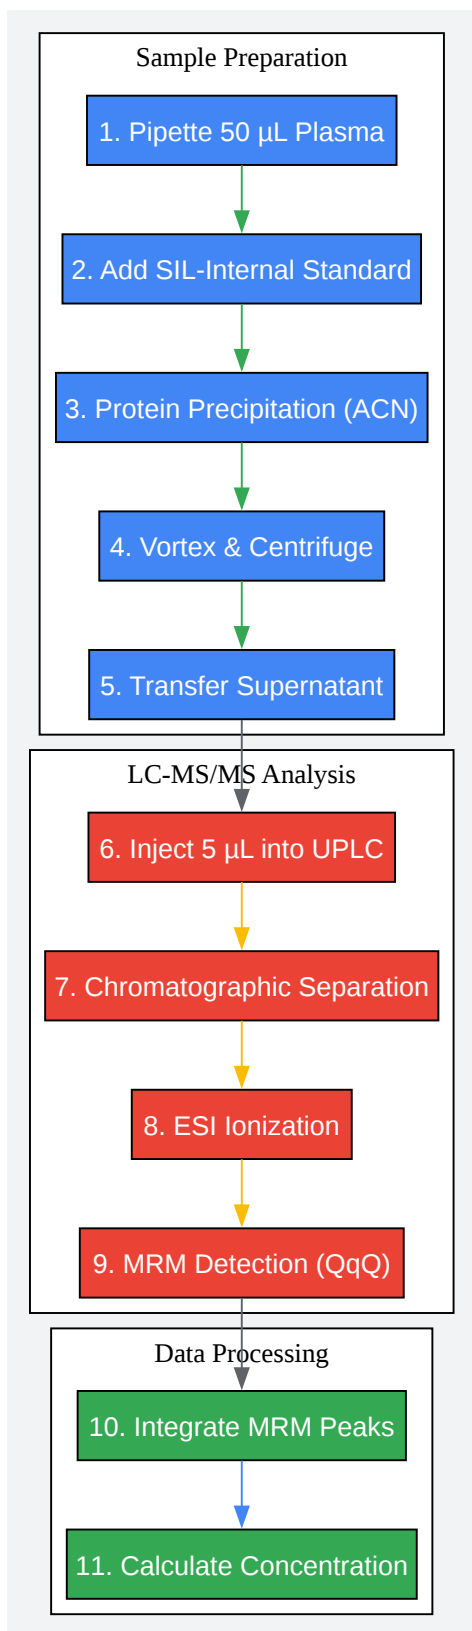 Sample Preparation
1. Pipette 50 µL Plasma
2. Add SIL-Internal Standard
3. Protein Precipitation (ACN)
4. Vortex & Centrifuge
5. Transfer Supernatant
LC-MS/MS Analysis
6. Inject 5 µL into UPLC
7. Chromatographic Separation
8. ESI Ionization
9. MRM Detection (QqQ)
Data Processing
10. Integrate MRM Peaks
11. Calculate Concentration